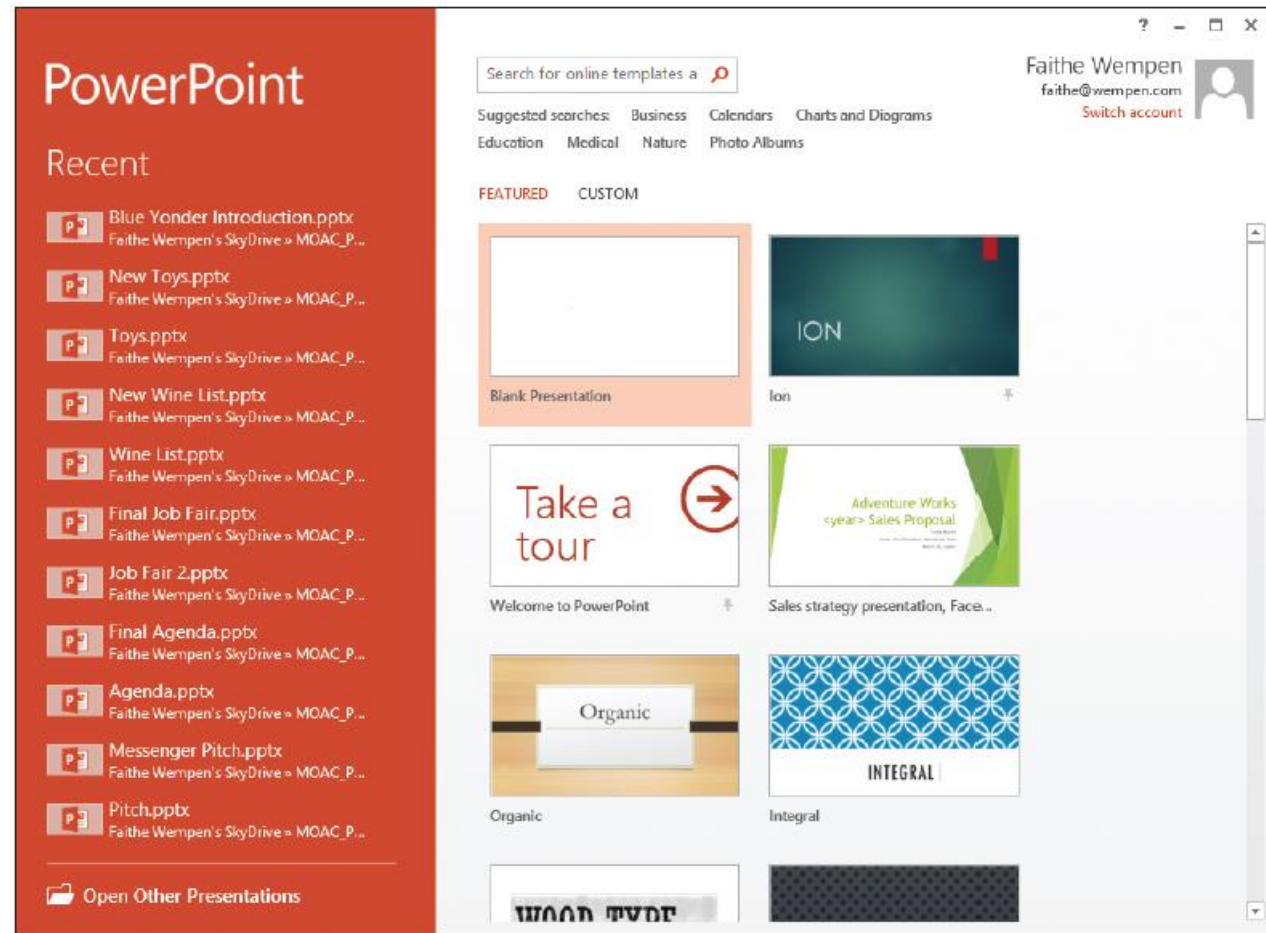 PowerPoint
Recent
Blue Yonder Introduction.pptx
Faithe Wempen's SkyDrive » MOAC_P...
New Toys.pptx
Faithe Wempen's SkyDrive » MOAC_P...
Toys.pptx
Faithe Wempen's SkyDrive » MOAC_P...
New Wine List.pptx
Faithe Wempen's SkyDrive » MOAC_P...
Wine List.pptx
Faithe Wempen's SkyDrive » MOAC_P...
Final Job Fair.pptx
Faithe Wempen's SkyDrive » MOAC_P...
Job Fair 2.pptx
Faithe Wempen's SkyDrive » MOAC_P...
Final Agenda.pptx
Faithe Wempen's SkyDrive » MOAC_P...
Agenda.pptx
Faithe Wempen's SkyDrive » MOAC_P...
Messenger Pitch.pptx
Faithe Wempen's SkyDrive » MOAC_P...
Pitch.pptx
Faithe Wempen's SkyDrive » MOAC_P...
Open Other Presentations
?
Search for online templates a
Faithe Wempen
faithe@wempen.com
Switch account
Suggested searches: Business Calendars Charts and Diagrams
Education Medical Nature Photo Albums
FEATURED CUSTOM
ION
Blank Presentation
Ion
Take a
tour
Adventure Works
<year> Sales Proposal
Welcome to PowerPoint
Sales strategy presentation, Face...
Organic
INTEGRAL
Organic
Integral
WOOD TYPE